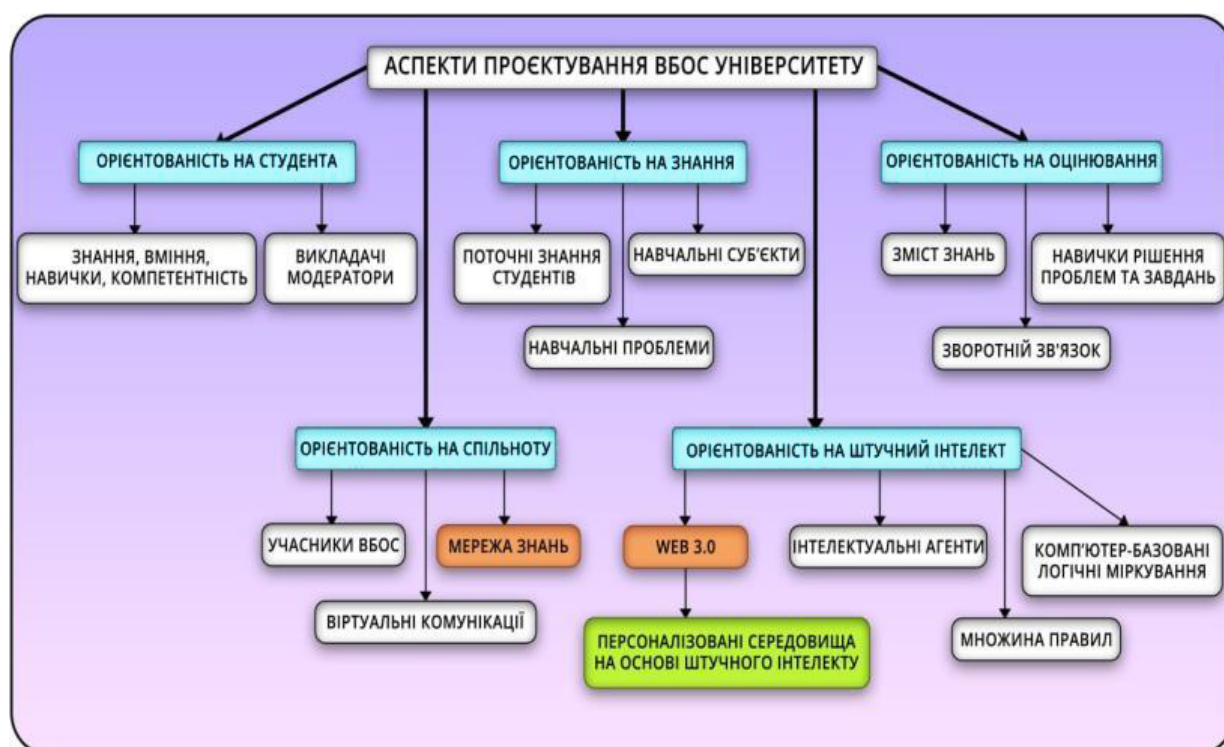 АСПЕКТИ ПРОЄКТУВАННЯ ВБОС УНІВЕРСИТЕТУ
ОРІЄНТОВАНІСТЬ НА СТУДЕНТА
ОРІЄНТОВАНІСТЬ НА ЗНАННЯ
ОРІЄНТОВАНІСТЬ НА ОЦІНЮВАННЯ
ЗНАННЯ, ВМІННЯ,
НАВИЧКИ, КОМПЕТЕНТНІСТЬ
ВИКЛАДАЧІ
МОДЕРАТОРИ
ПОТОЧНІ ЗНАННЯ
СТУДЕНТІВ
НАВЧАЛЬНІ СУБ'ЄКТИ
ЗМІСТ ЗНАНЬ
НАВИЧКИ РІШЕННЯ
ПРОБЛЕМ ТА ЗАВДАНЬ
НАВЧАЛЬНІ ПРОБЛЕМИ
ЗВОРОТНІЙ ЗВ'ЯЗОК
ОРІЄНТОВАНІСТЬ НА СПІЛЬНОТУ
ОРІЄНТОВАНІСТЬ НА ШТУЧНИЙ ІНТЕЛЕКТ
УЧАСНИКИ ВБОС
МЕРЕЖА ЗНАНЬ
WEB 3.0
ІНТЕЛЕКТУАЛЬНІ АГЕНТИ
КОМП'ЮТЕР-БАЗОВАНІ
ЛОГІЧНІ МІРКУВАННЯ
ВІРТУАЛЬНІ КОМУНІКАЦІЇ
ПЕРСОНАЛІЗОВАНІ СЕРЕДОВИЩА
НА ОСНОВІ ШТУЧНОГО ІНТЕЛЕКТУ
МНОЖИНА ПРАВИЛ